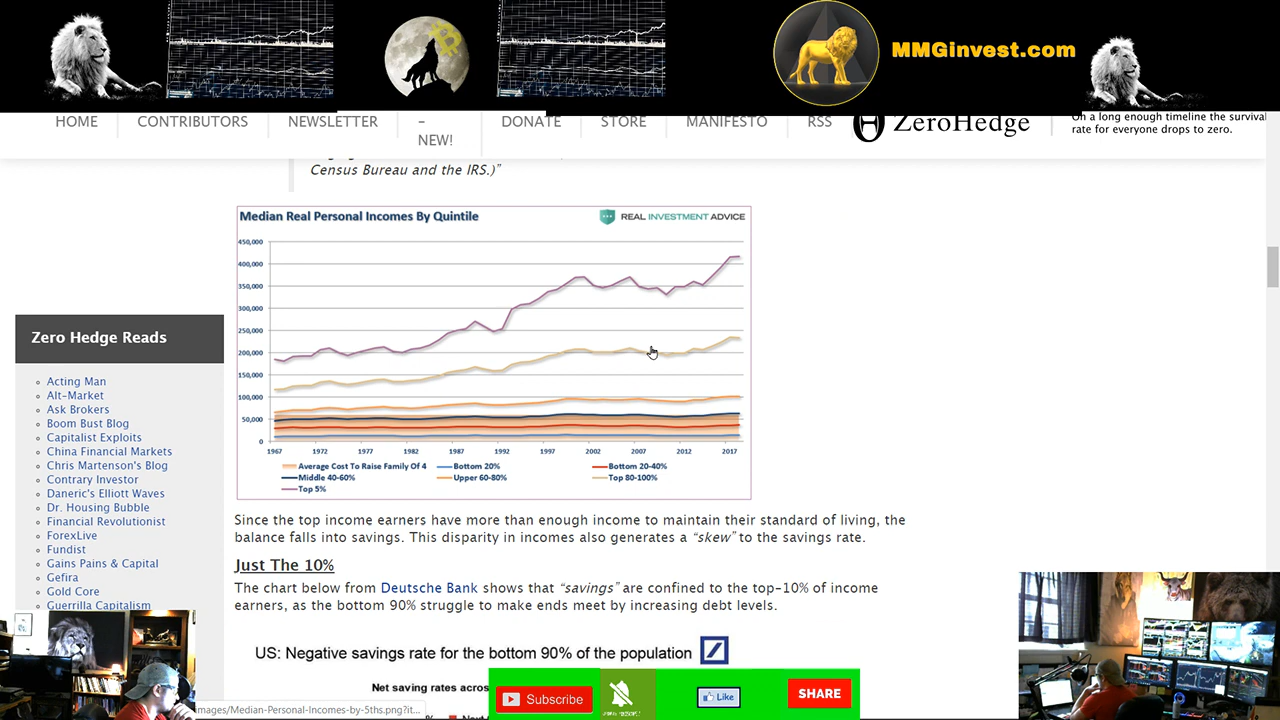 MMGinvest.com
HOME
CONTRIBUTORS
NEWSLETTER
–
NEW!
DONATE
STORE
MANIFESTO
RSS
ZeroHedge
On a long enough timeline the survival
rate for everyone drops to zero.
Census Bureau and the IRS.)”
Median Real Personal Incomes By Quintile
REAL INVESTMENT ADVICE
450,000
400,000
350,000
300,000
250,000
200,000
150,000
100,000
50,000
0
1967 1972 1977 1982 1987 1992 1997 2002 2007 2012 2017
Average Cost To Raise Family Of 4 Bottom 20% Bottom 20-40%
Middle 40-60% Upper 60-80% Top 80-100%
Top 5%
Zero Hedge Reads
Acting Man
Alt-Market
Ask Brokers
Boom Bust Blog
Capitalist Exploits
China Financial Markets
Chris Martenson's Blog
Contrary Investor
Daneric's Elliott Waves
Dr. Housing Bubble
Financial Revolutionist
ForexLive
Fundist
Gains Pains & Capital
Gefira
Gold Core
Guerrilla Capitalism
Since the top income earners have more than enough income to maintain their standard of living, the
balance falls into savings. This disparity in incomes also generates a “skew” to the savings rate.
Just The 10%
The chart below from Deutsche Bank shows that “savings” are confined to the top-10% of income
earners, as the bottom 90% struggle to make ends meet by increasing debt levels.
US: Negative savings rate for the bottom 90% of the population
Net saving rates acros
images/Median-Personal-Incomes-by-5ths.png?it...
Subscribe
Like
SHARE